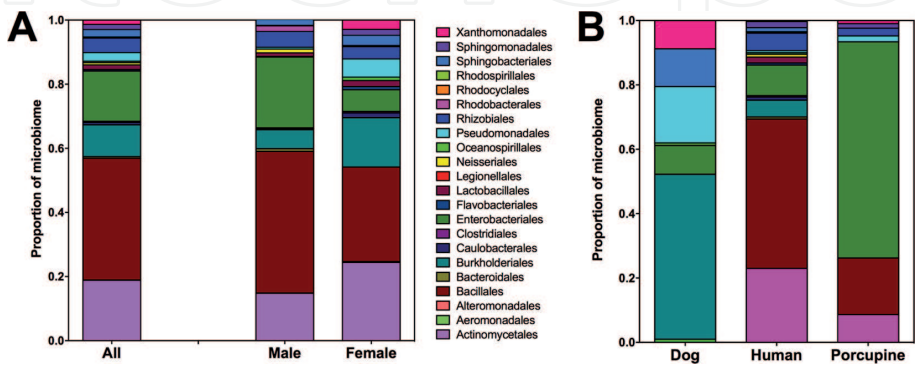 A
Proportion of microbiome
1.0
0.8
0.6
0.4
0.2
0.0
All
Male
Female
Xanthomonadales
Sphingomonadales
Sphingobacteriales
Rhodospirillales
Rhodocyclales
Rhodobacterales
Rhizobiales
Pseudomonadales
Oceanospirillales
Neisseriales
Legionellales
Lactobacillales
Flavobacteriales
Enterobacteriales
Clostridiales
Caulobacterales
Burkholderiales
Bacteroidales
Bacillales
Alteromonadales
Aeromonadales
Actinomycetales
B
Proportion of microbiome
1.0
0.8
0.6
0.4
0.2
0.0
Dog
Human
Porcupine